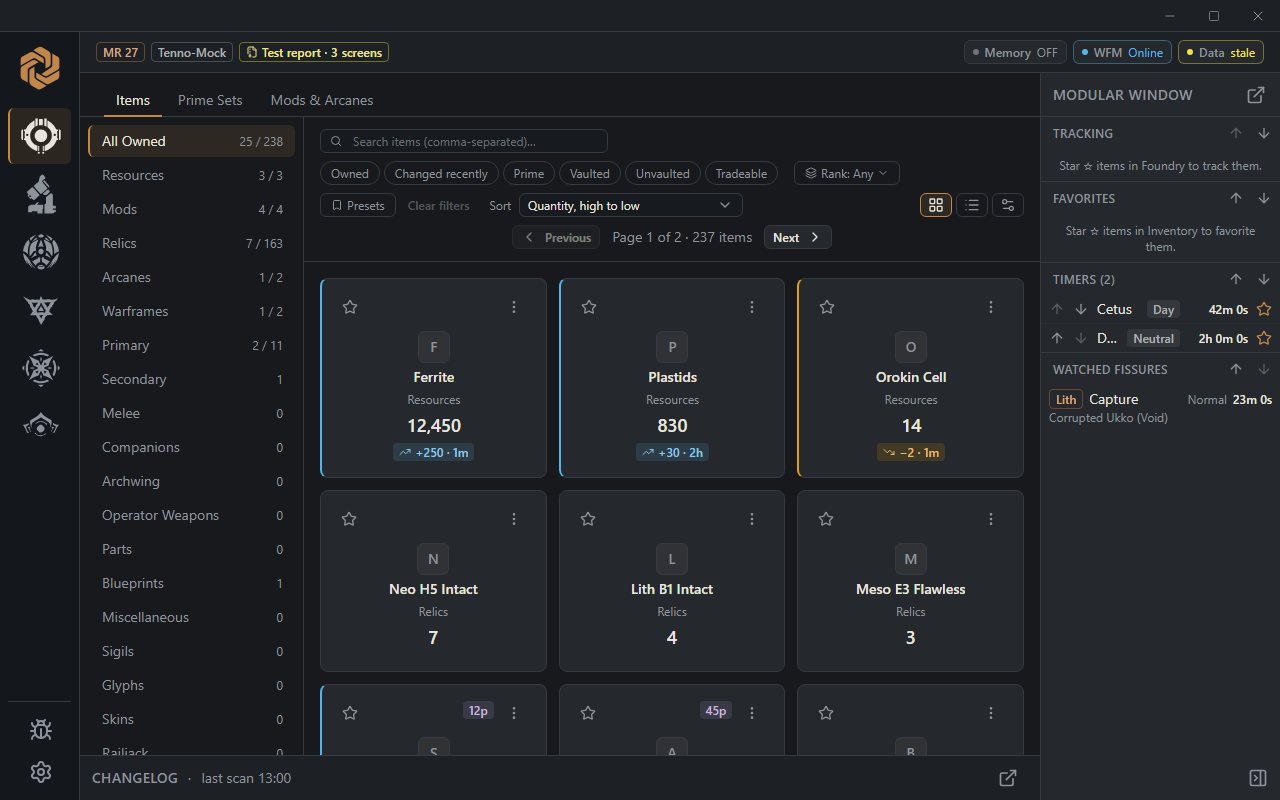 MR 27 Tenno-Mock Test report · 3 screens Memory OFF WFM Online Data stale
Items Prime Sets Mods & Arcanes
All Owned 25 / 238
Resources 3 / 3
Mods 4 / 4
Relics 7 / 163
Arcanes 1 / 2
Warframes 1 / 2
Primary 2 / 11
Secondary 1
Melee 0
Companions 0
Archwing 0
Operator Weapons 0
Parts 0
Blueprints 1
Miscellaneous 0
Sigils 0
Glyphs 0
Skins 0
Railjack 0
Search items (comma-separated)...
Owned Changed recently Prime Vaulted Unvaulted Tradeable Rank: Any
Presets Clear filters Sort Quantity, high to low
Previous Page 1 of 2 · 237 items Next
F
Ferrite
Resources
12,450
+250 · 1m
P
Plastids
Resources
830
+30 · 2h
O
Orokin Cell
Resources
14
−2 · 1m
N
Neo H5 Intact
Relics
7
L
Lith B1 Intact
Relics
4
M
Meso E3 Flawless
Relics
3
12p
S
45p
A
B
MODULAR WINDOW
TRACKING
Star ☆ items in Foundry to track them.
FAVORITES
Star ☆ items in Inventory to favorite
them.
TIMERS (2)
Cetus Day 42m 0s
D... Neutral 2h 0m 0s
WATCHED FISSURES
Lith Capture Normal 23m 0s
Corrupted Ukko (Void)
CHANGELOG · last scan 13:00